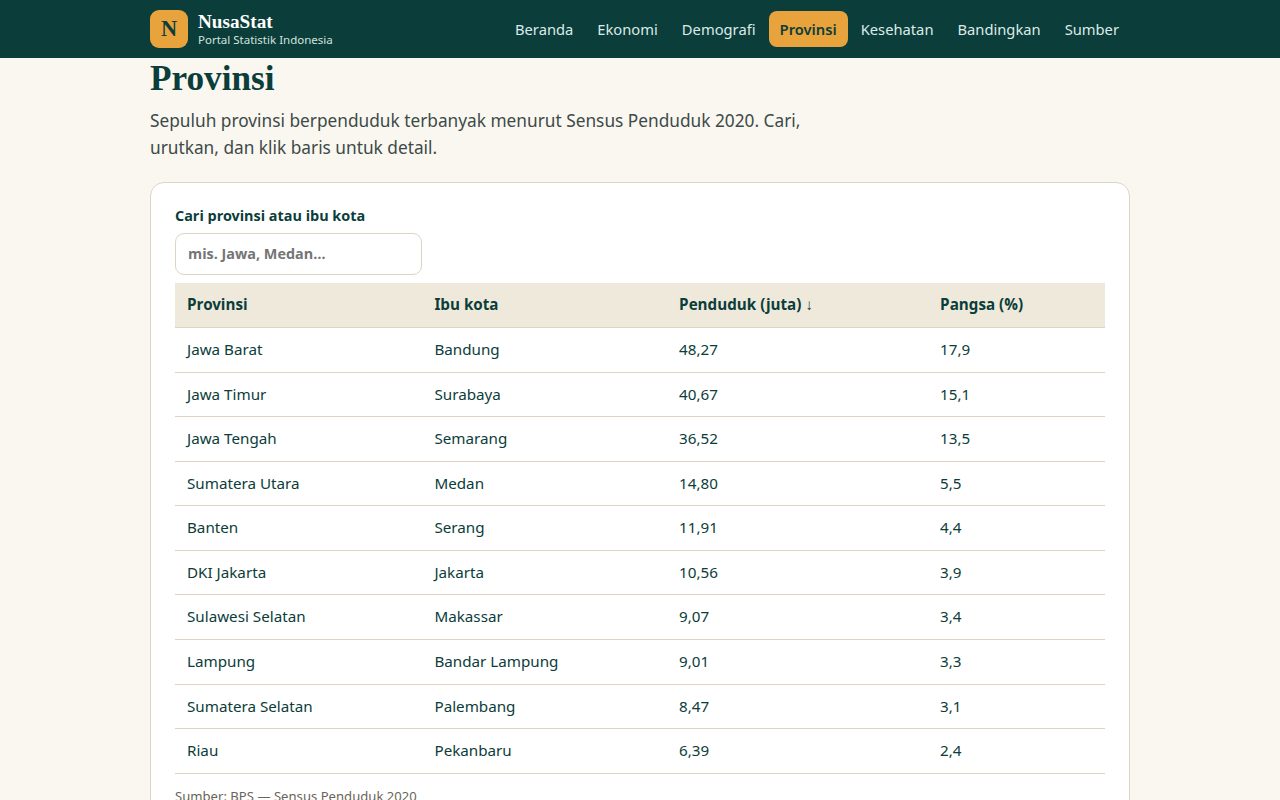 N
NusaStat
Portal Statistik Indonesia
Beranda Ekonomi Demografi Provinsi Kesehatan Bandingkan Sumber
Provinsi
Sepuluh provinsi berpenduduk terbanyak menurut Sensus Penduduk 2020. Cari,
urutkan, dan klik baris untuk detail.
Cari provinsi atau ibu kota
mis. Jawa, Medan...
Provinsi Ibu kota Penduduk (juta) ↓ Pangsa (%)
Jawa Barat Bandung 48,27 17,9
Jawa Timur Surabaya 40,67 15,1
Jawa Tengah Semarang 36,52 13,5
Sumatera Utara Medan 14,80 5,5
Banten Serang 11,91 4,4
DKI Jakarta Jakarta 10,56 3,9
Sulawesi Selatan Makassar 9,07 3,4
Lampung Bandar Lampung 9,01 3,3
Sumatera Selatan Palembang 8,47 3,1
Riau Pekanbaru 6,39 2,4
Sumber: BPS — Sensus Penduduk 2020